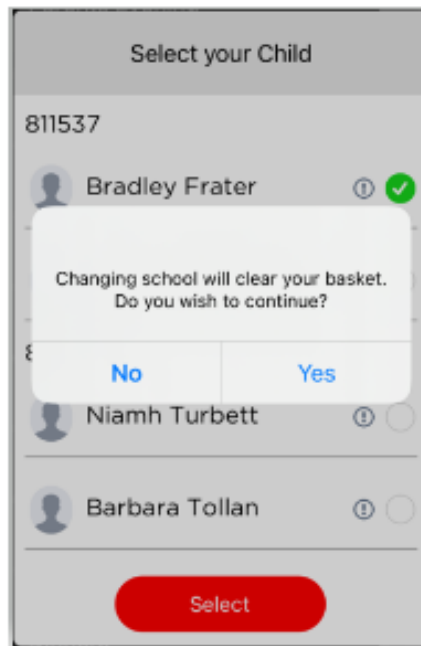 Select your Child
811537
Bradley Frater
Changing school will clear your basket.
Do you wish to continue?
No
Yes
Niamh Turbett
Barbara Tollan
Select